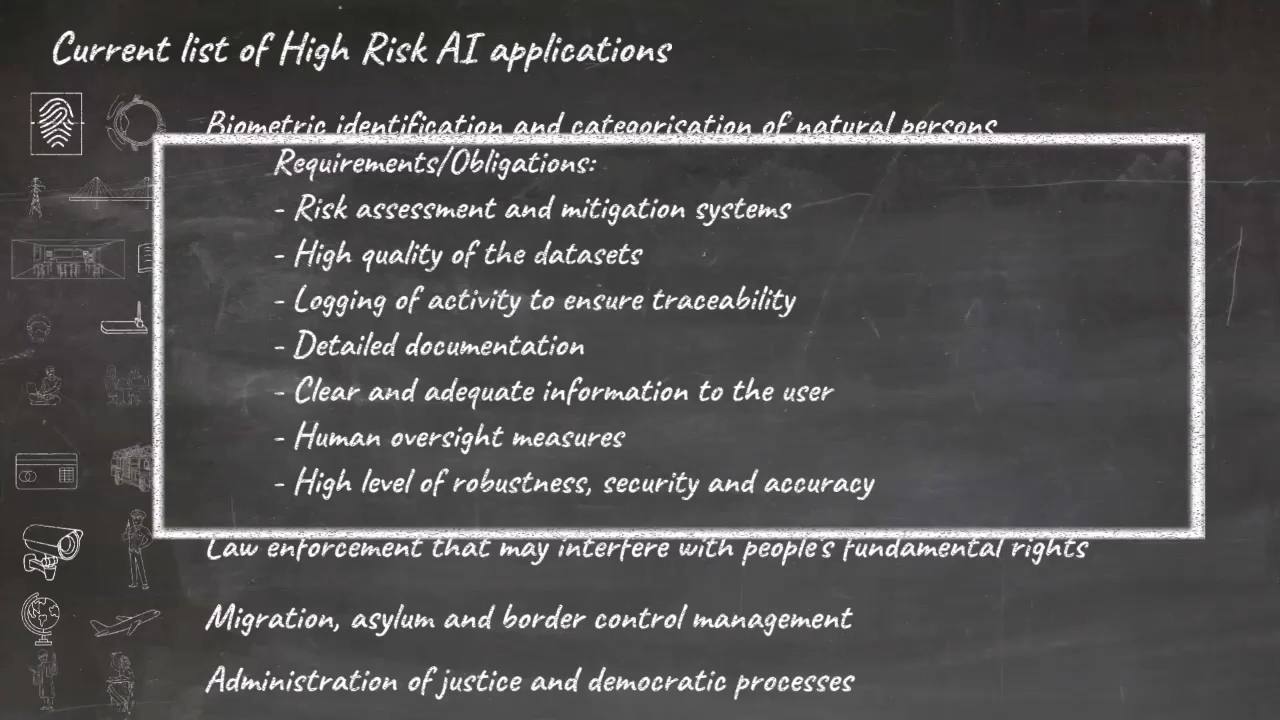 Current list of High Risk AI applications
Biometric identification and categorisation of natural persons
Requirements/Obligations:
- Risk assessment and mitigation systems
- High quality of the datasets
- Logging of activity to ensure traceability
- Detailed documentation
- Clear and adequate information to the user
- Human oversight measures
- High level of robustness, security and accuracy
Law enforcement that may interfere with people's fundamental rights
Migration, asylum and border control management
Administration of justice and democratic processes